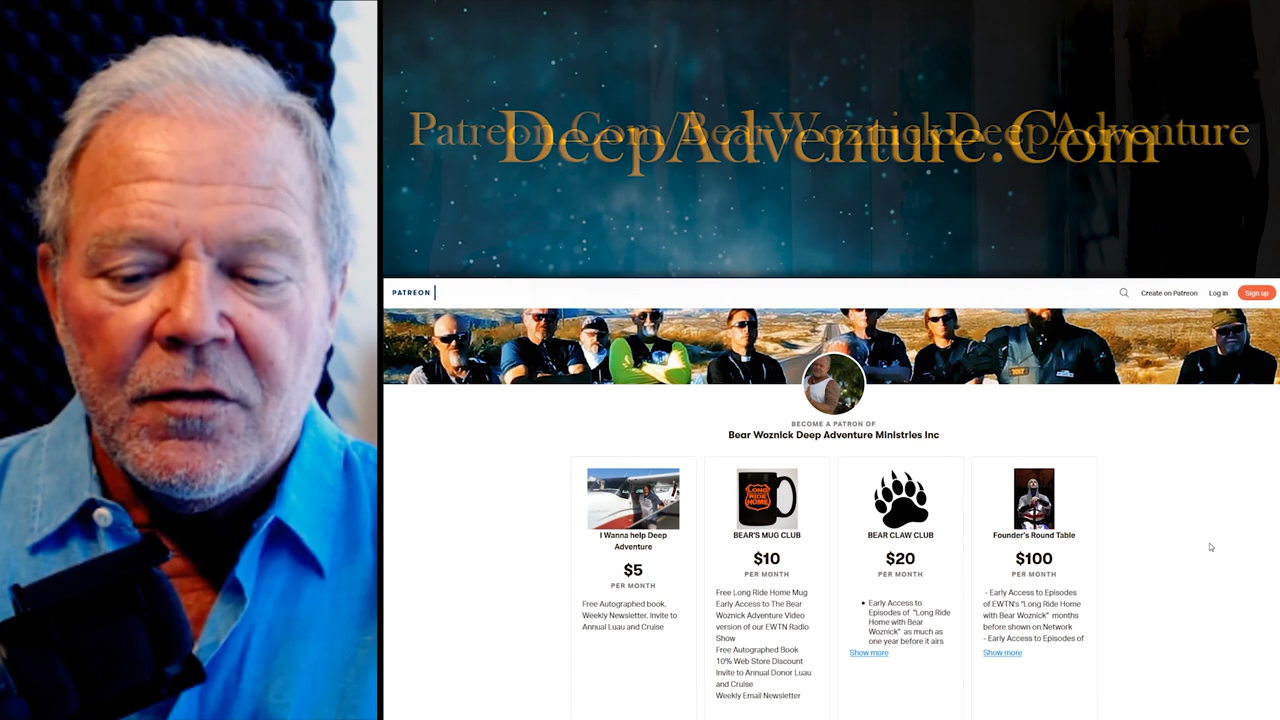 Patreon.Com/BearWoznickDeepAdventure
DeepAdventure.Com
PATREON
Create on Patreon
Log in
Sign up
BECOME A PATRON OF
Bear Woznick Deep Adventure Ministries Inc
I Wanna help Deep
Adventure
$5
PER MONTH
Free Autographed book,
Weekly Newsletter, Invite to
Annual Luau and Cruise
LONG
RIDE
HOME
BEAR'S MUG CLUB
$10
PER MONTH
Free Long Ride Home Mug
Early Access to The Bear
Woznick Adventure Video
version of our EWTN Radio
Show
Free Autographed Book
10% Web Store Discount
Invite to Annual Donor Luau
and Cruise
Weekly Email Newsletter
BEAR CLAW CLUB
$20
PER MONTH
• Early Access to
Episodes of "Long Ride
Home with Bear
Woznick" as much as
one year before it airs
Show more
Founder's Round Table
$100
PER MONTH
- Early Access to Episodes
of EWTN's "Long Ride Home
with Bear Woznick" months
before shown on Network
- Early Access to Episodes of
Show more